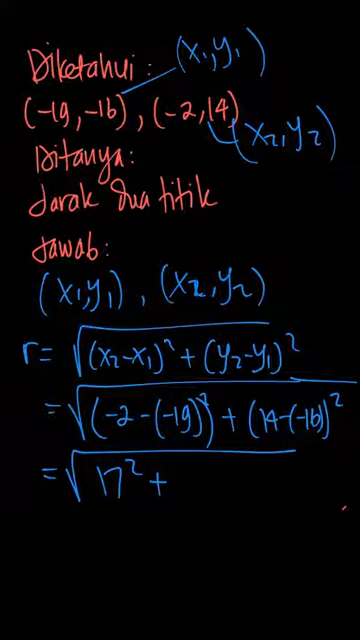 Diketahui: (x1,y1)
(-19,-16), (-2,14)
(x2,y2)
Ditanya:
Jarak dua titik
Jawab:
(x1,y1), (x2,y2)
r = √(x2-x1)² + (y2-y1)²
= √(-2-(-19))² + (14-(-16))²
= √17² +